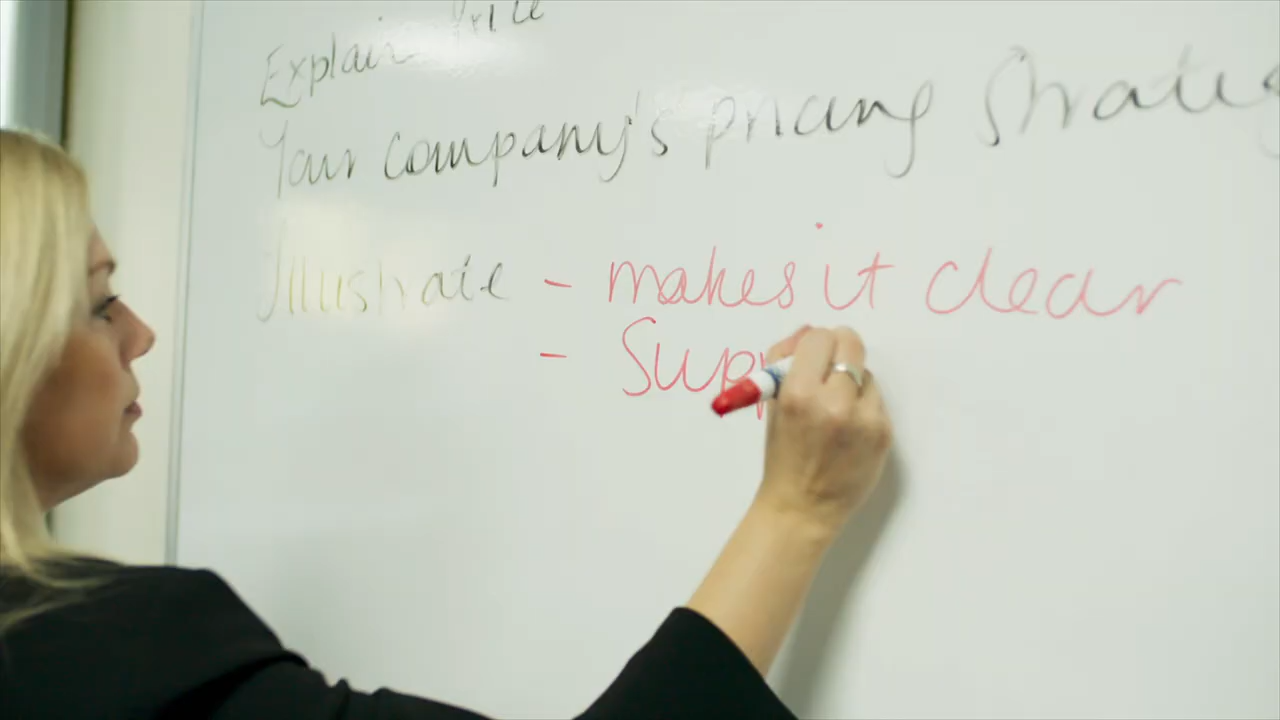 Explain Price
Your company's pricing strateg
Illustrate - makes it clear
- Supp